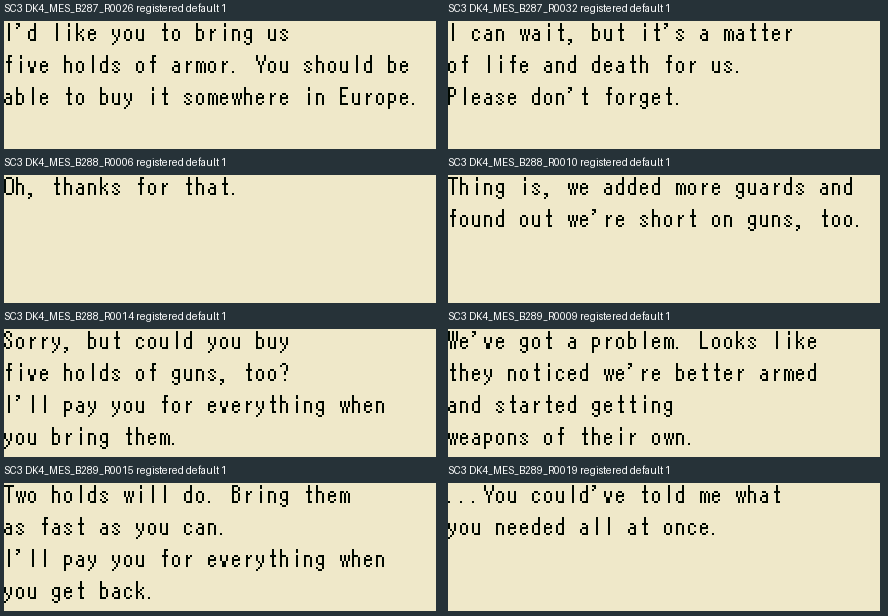 SC3 DK4_MES_B287_R0026 registered default 1
I'd like you to bring us
five holds of armor. You should be
able to buy it somewhere in Europe.
SC3 DK4_MES_B287_R0032 registered default 1
I can wait, but it's a matter
of life and death for us.
Please don't forget.
SC3 DK4_MES_B288_R0006 registered default 1
Oh, thanks for that.
SC3 DK4_MES_B288_R0010 registered default 1
Thing is, we added more guards and
found out we're short on guns, too.
SC3 DK4_MES_B288_R0014 registered default 1
Sorry, but could you buy
five holds of guns, too?
I'll pay you for everything when
you bring them.
SC3 DK4_MES_B289_R0009 registered default 1
We've got a problem. Looks like
they noticed we're better armed
and started getting
weapons of their own.
SC3 DK4_MES_B289_R0015 registered default 1
Two holds will do. Bring them
as fast as you can.
I'll pay you for everything when
you get back.
SC3 DK4_MES_B289_R0019 registered default 1
...You could've told me what
you needed all at once.